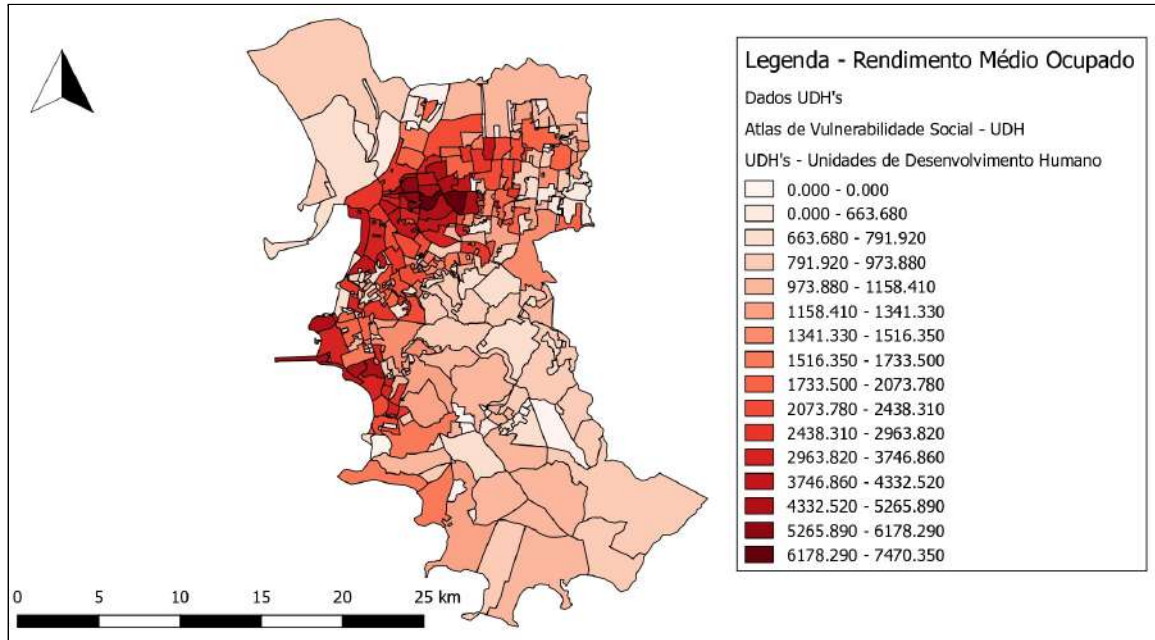 Legenda - Rendimento Médio Ocupado
Dados UDH's
Atlas de Vulnerabilidade Social - UDH
UDH's - Unidades de Desenvolvimento Humano
0.000 - 0.000
0.000 - 663.680
663.680 - 791.920
791.920 - 973.880
973.880 - 1158.410
1158.410 - 1341.330
1341.330 - 1516.350
1516.350 - 1733.500
1733.500 - 2073.780
2073.780 - 2438.310
2438.310 - 2963.820
2963.820 - 3746.860
3746.860 - 4332.520
4332.520 - 5265.890
5265.890 - 6178.290
6178.290 - 7470.350
0 5 10 15 20 25 km